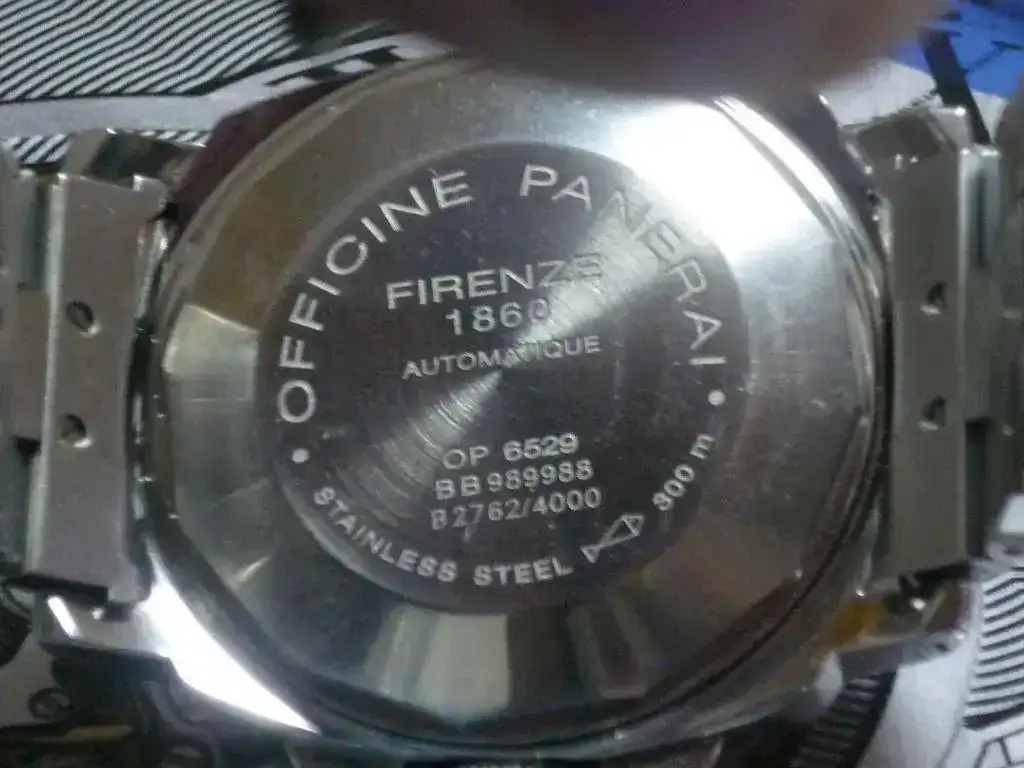 OFFICINE PANERAI
FIRENZE
1860
AUTOMATIQUE
OP 6529
BB989988
B2762/4000
STAINLESS STEEL
300 m